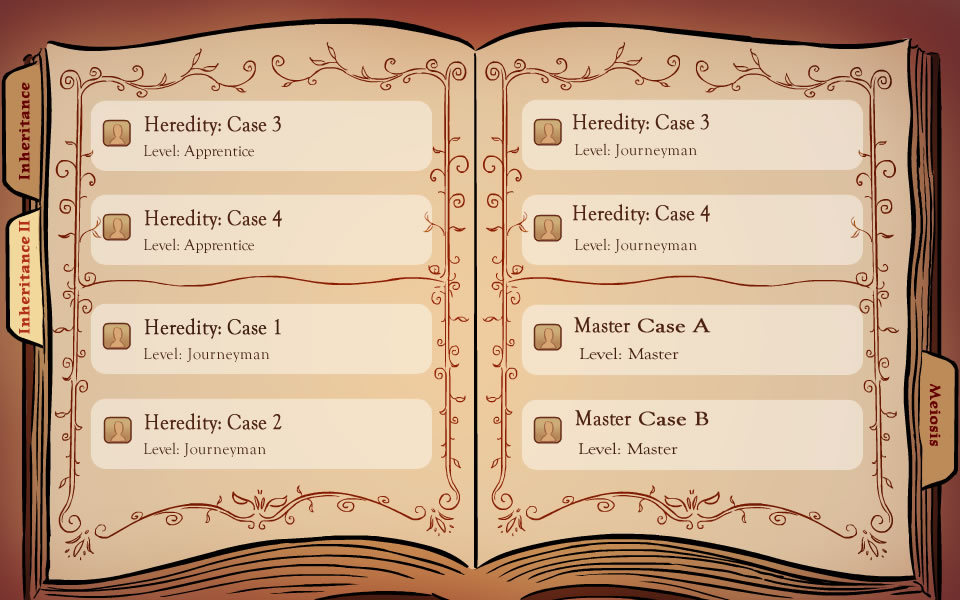 Inheritance
Inheritance II
Heredity: Case 3
Level: Apprentice
Heredity: Case 4
Level: Apprentice
Heredity: Case 1
Level: Journeyman
Heredity: Case 2
Level: Journeyman
Heredity: Case 3
Level: Journeyman
Heredity: Case 4
Level: Journeyman
Master Case A
Level: Master
Master Case B
Level: Master
Meiosis